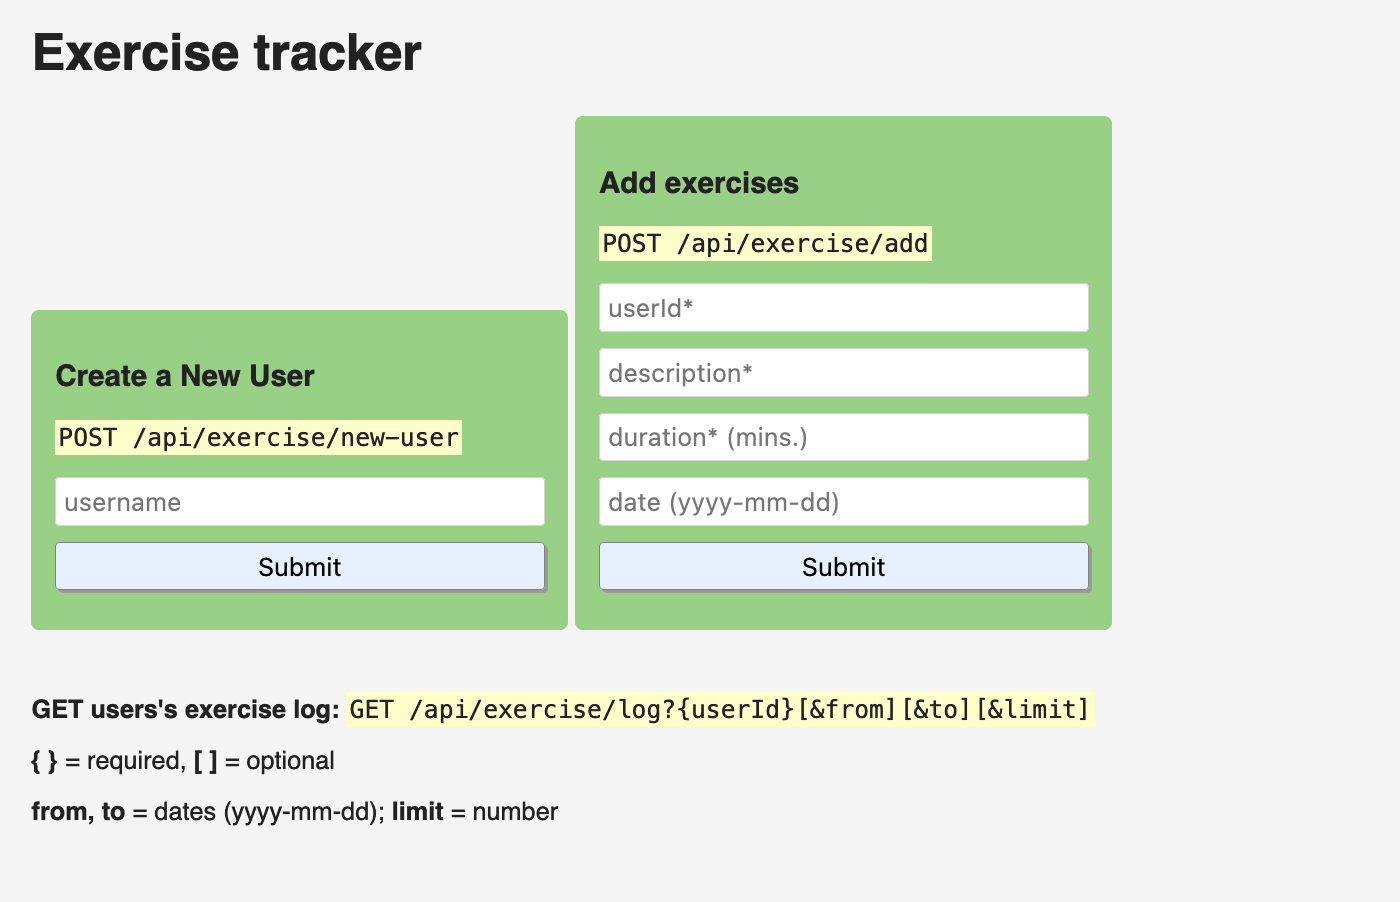 Exercise tracker
Create a New User
POST /api/exercise/new-user
username
Submit
Add exercises
POST /api/exercise/add
userId*
description*
duration* (mins.)
date (yyyy-mm-dd)
Submit
GET users's exercise log: GET /api/exercise/log?{userId}[&from][&to][&limit]
{ } = required, [ ] = optional
from, to = dates (yyyy-mm-dd); limit = number